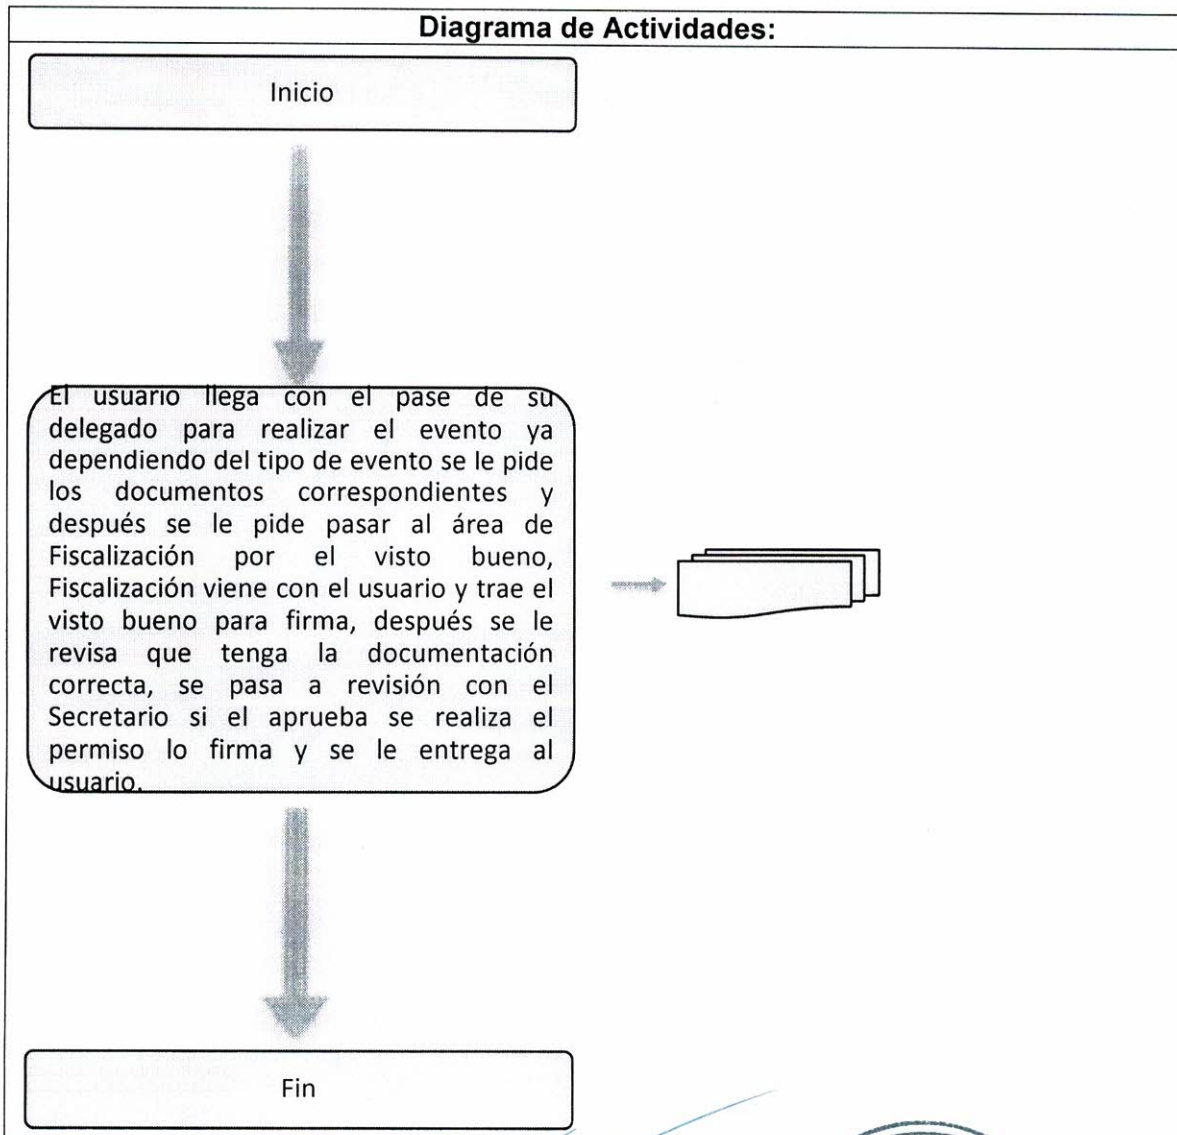 Diagrama de Actividades:
Inicio
El usuario llega con el pase de su
delegado para realizar el evento ya
dependiendo del tipo de evento se le pide
los documentos correspondientes y
después se le pide pasar al área de
Fiscalización por el visto bueno,
Fiscalización viene con el usuario y trae el
visto bueno para firma, después se le
revisa que tenga la documentación
correcta, se pasa a revisión con el
Secretario si el aprueba se realiza el
permiso lo firma y se le entrega al
usuario.
Fin